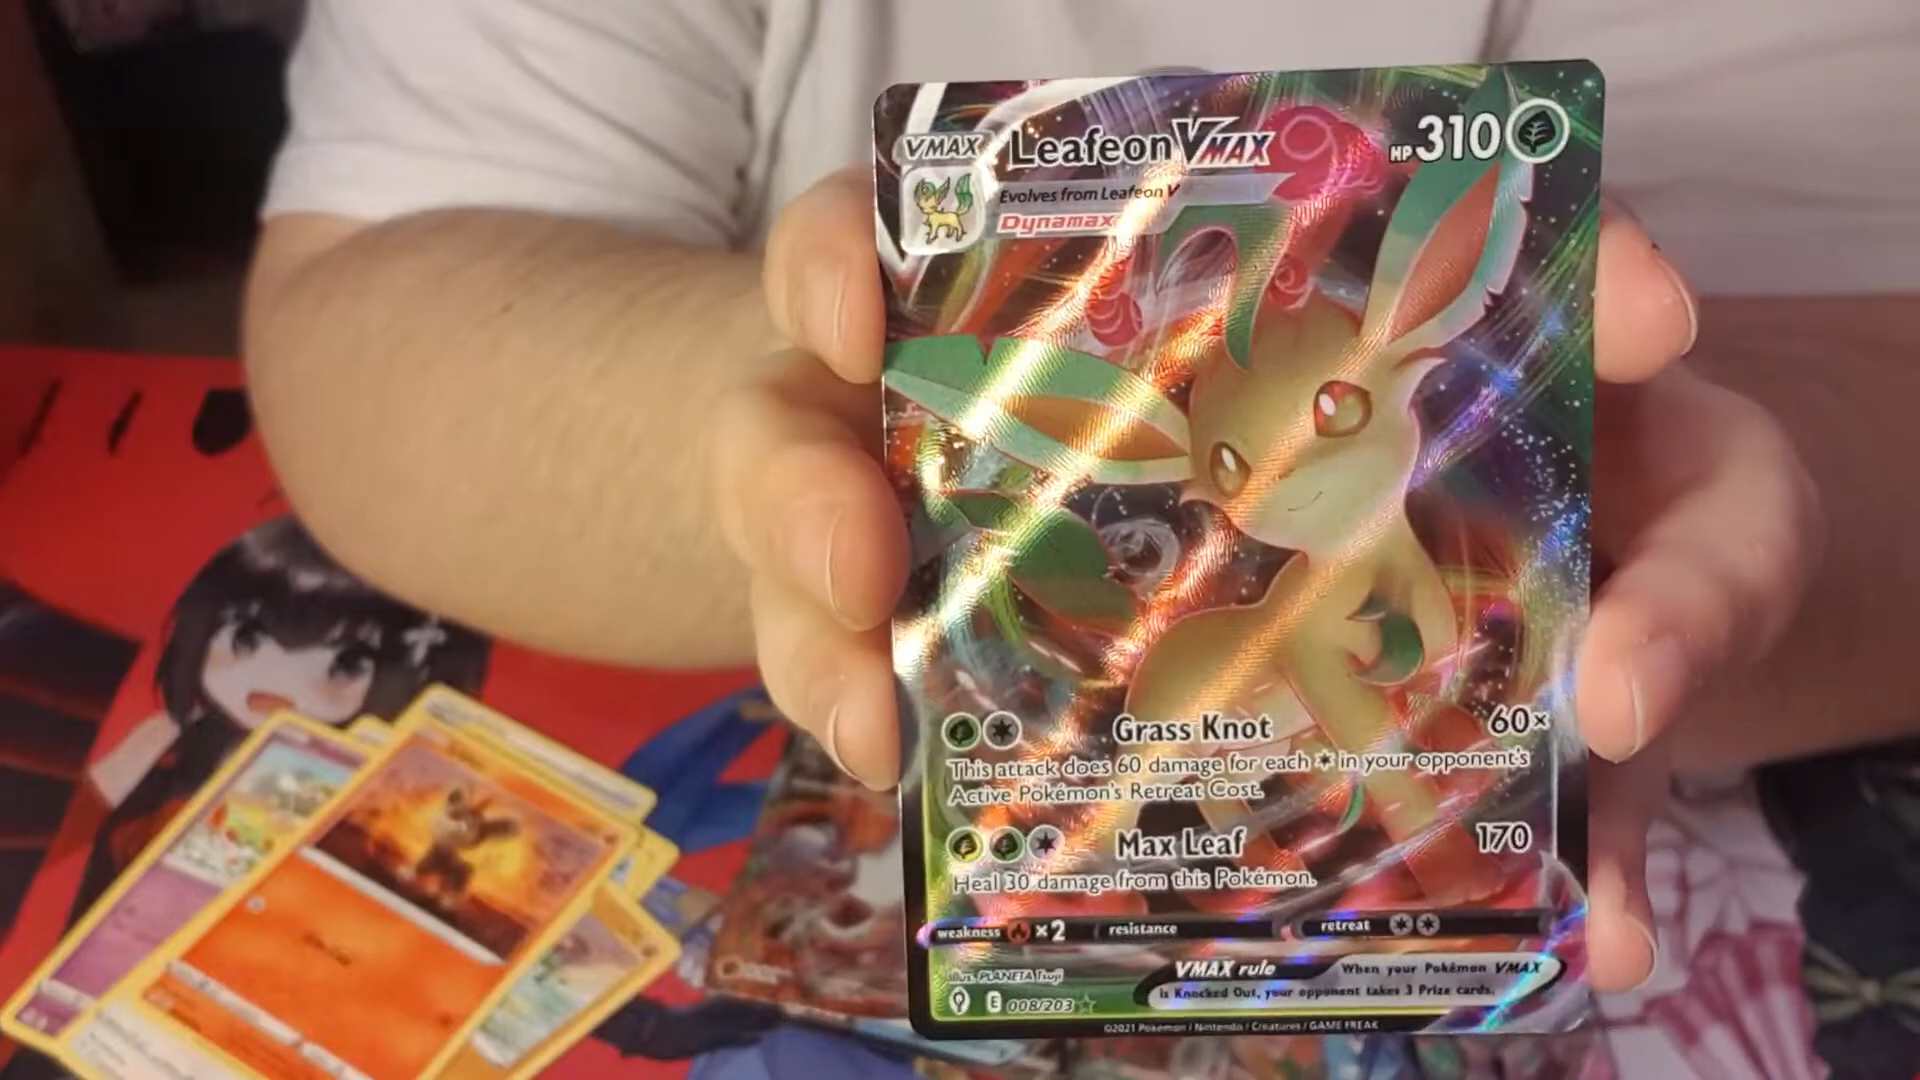 VMAX
Leafeon VMAX
HP 310
Evolves from Leafeon V
Dynamax
Grass Knot 60×
This attack does 60 damage for each in your opponent's
Active Pokémon's Retreat Cost.
Max Leaf 170
Heal 30 damage from this Pokémon.
weakness ×2 resistance retreat
illus. PLANETA Tsuji
VMAX rule When your Pokémon VMAX
is Knocked Out, your opponent takes 3 Prize cards.
E 008/203
©2021 Pokémon / Nintendo / Creatures / GAME FREAK